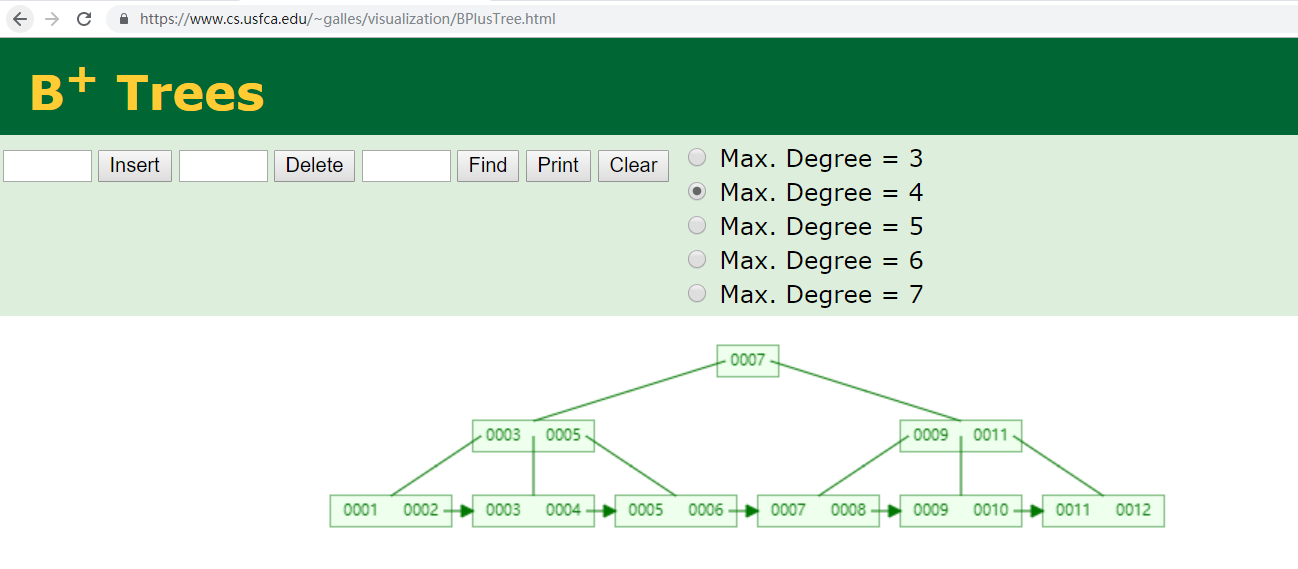 https://www.cs.usfca.edu/~galles/visualization/BPlusTree.html
B+ Trees
Insert Delete Find Print Clear
Max. Degree = 3
Max. Degree = 4
Max. Degree = 5
Max. Degree = 6
Max. Degree = 7
0007
0003 0005 0009 0011
0001 0002 0003 0004 0005 0006 0007 0008 0009 0010 0011 0012